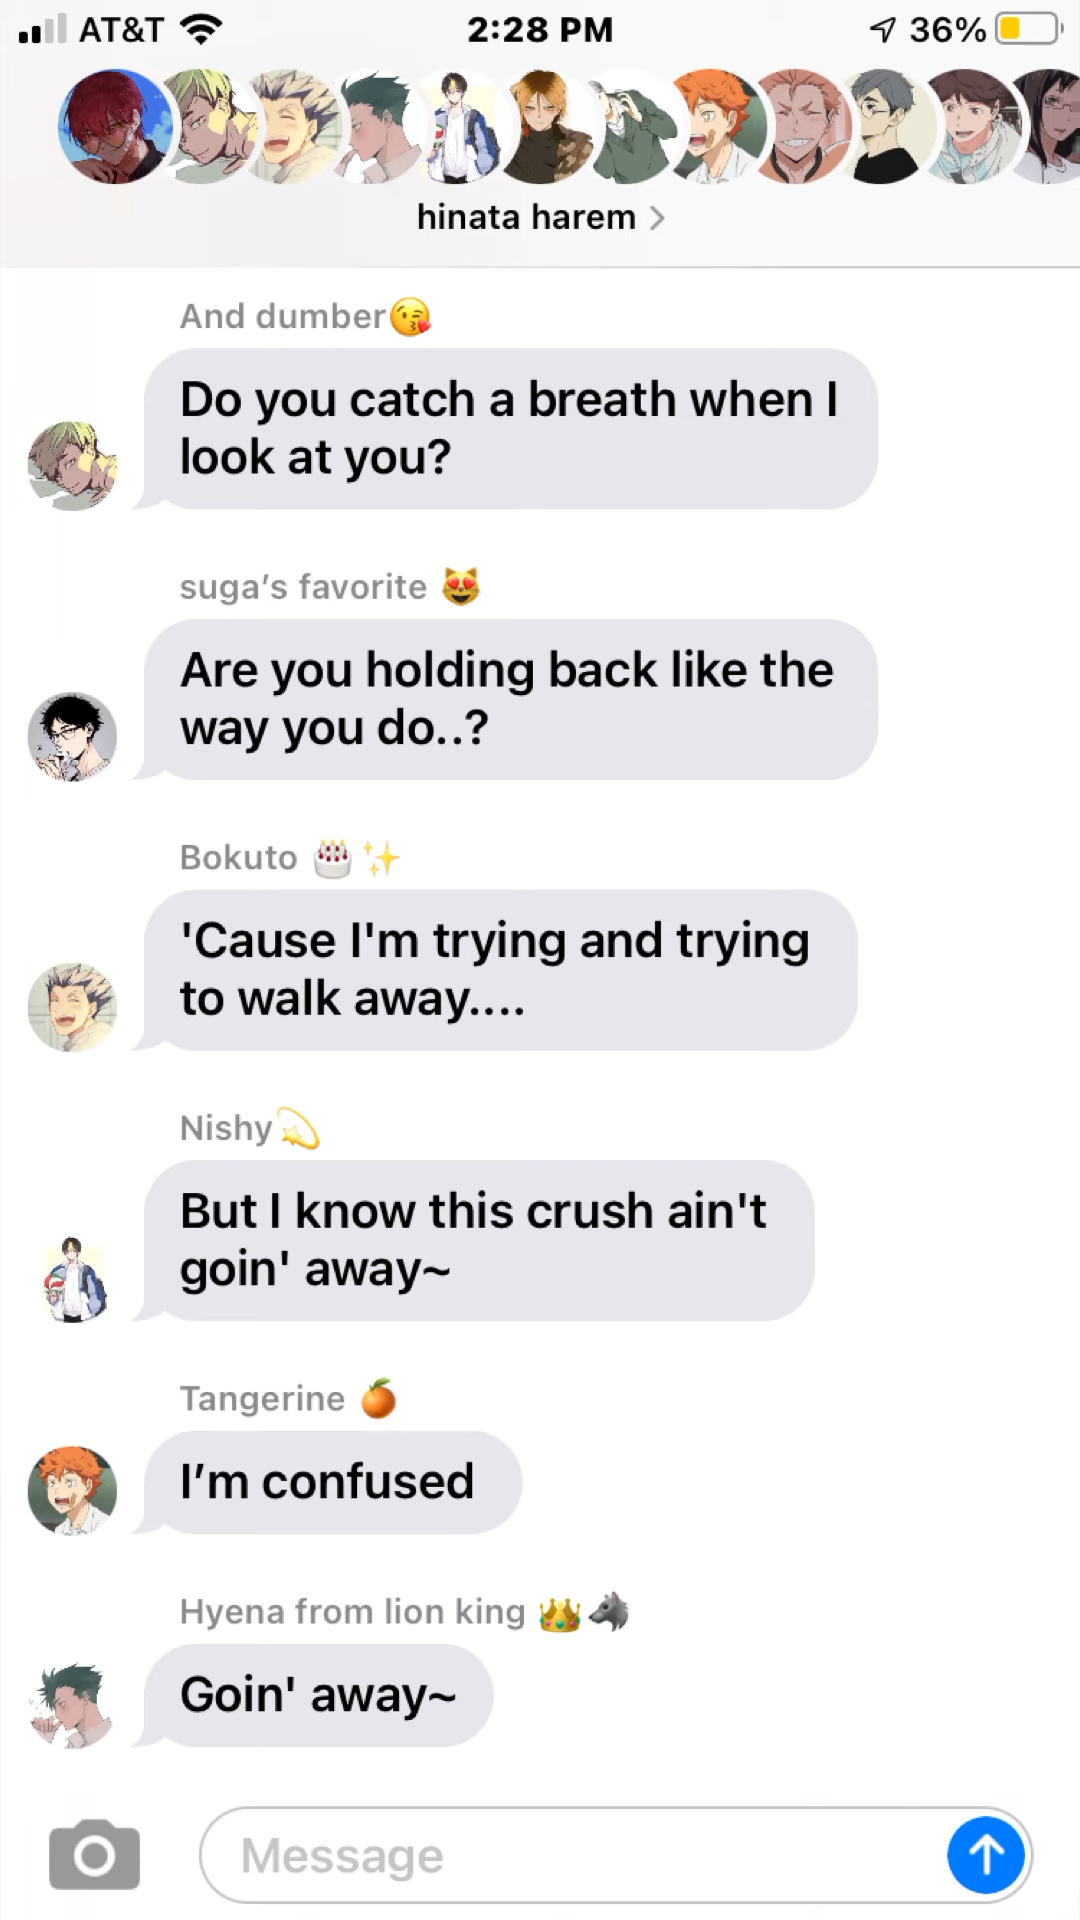 AT&T 2:28 PM 36%
hinata harem
And dumber😘
Do you catch a breath when I
look at you?
suga’s favorite 😻
Are you holding back like the
way you do..?
Bokuto 🎂✨
'Cause I'm trying and trying
to walk away....
Nishy💫
But I know this crush ain't
goin' away~
Tangerine 🍊
I’m confused
Hyena from lion king 👑🐺
Goin' away~
Message